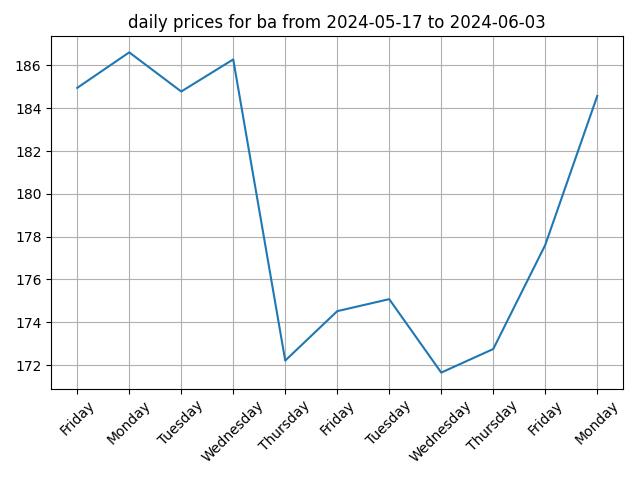 daily prices for ba from 2024-05-17 to 2024-06-03
186
184
182
180
178
176
174
172
Friday
Monday
Tuesday
Wednesday
Thursday
Friday
Tuesday
Wednesday
Thursday
Friday
Monday